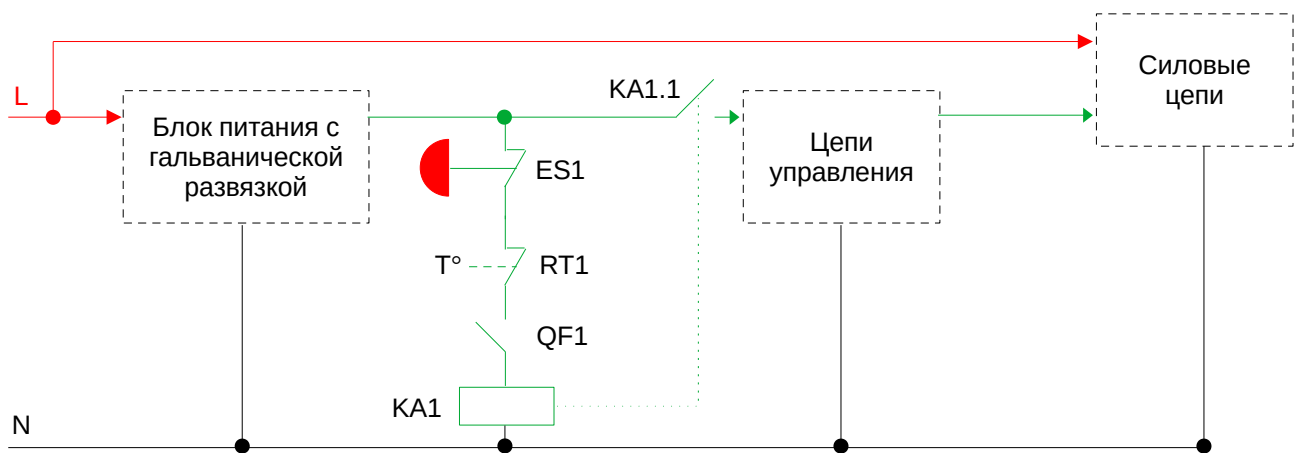 L
Блок питания с
гальванической
развязкой
KA1.1
Цепи
управления
Силовые
цепи
ES1
T° RT1
QF1
KA1
N